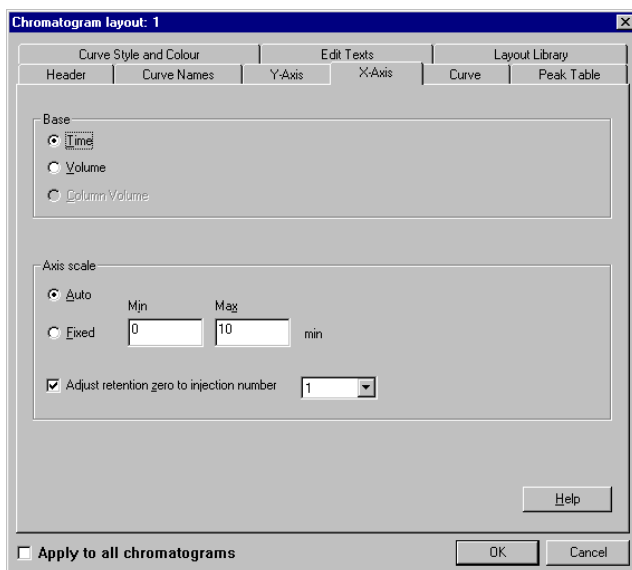 Chromatogram layout: 1
Curve Style and Colour Edit Texts Layout Library
Header Curve Names Y-Axis X-Axis Curve Peak Table
Base
Time
Volume
Column Volume
Axis scale
Auto
Min Max
Fixed 0 10 min
Adjust retention zero to injection number 1
Help
Apply to all chromatograms OK Cancel